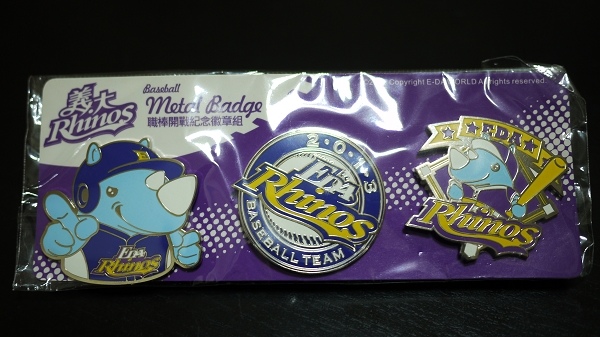 義大
Rhinos
Baseball
Metal Badge
職棒開戰紀念徽章組
Copyright E-DA WORLD All rights reserved.
EDA
Rhinos
2.0.1.3
EDA
Rhinos
BASEBALL TEAM
EDA
Rhinos